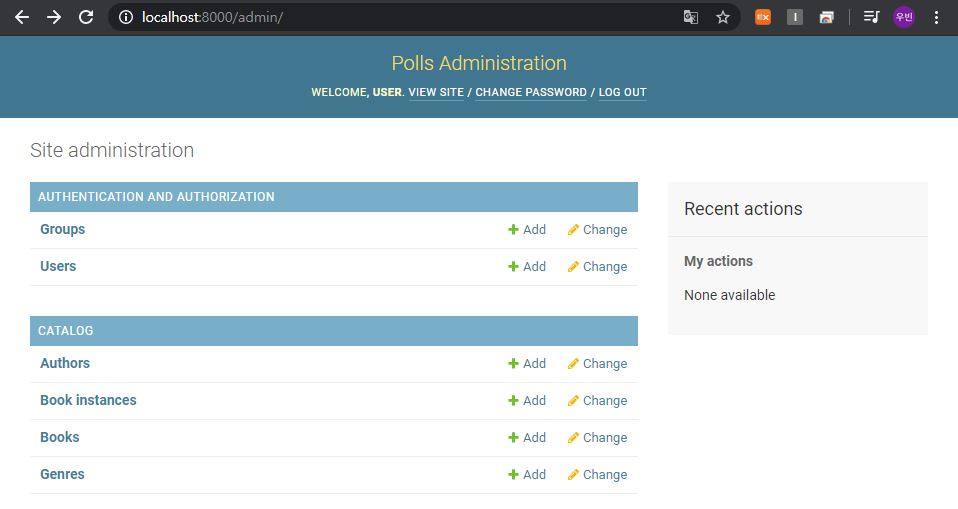 localhost:8000/admin/
EX
I
우빈
Polls Administration
WELCOME, USER. VIEW SITE / CHANGE PASSWORD / LOG OUT
Site administration
AUTHENTICATION AND AUTHORIZATION
Groups Add Change
Users Add Change
CATALOG
Authors Add Change
Book instances Add Change
Books Add Change
Genres Add Change
Recent actions
My actions
None available